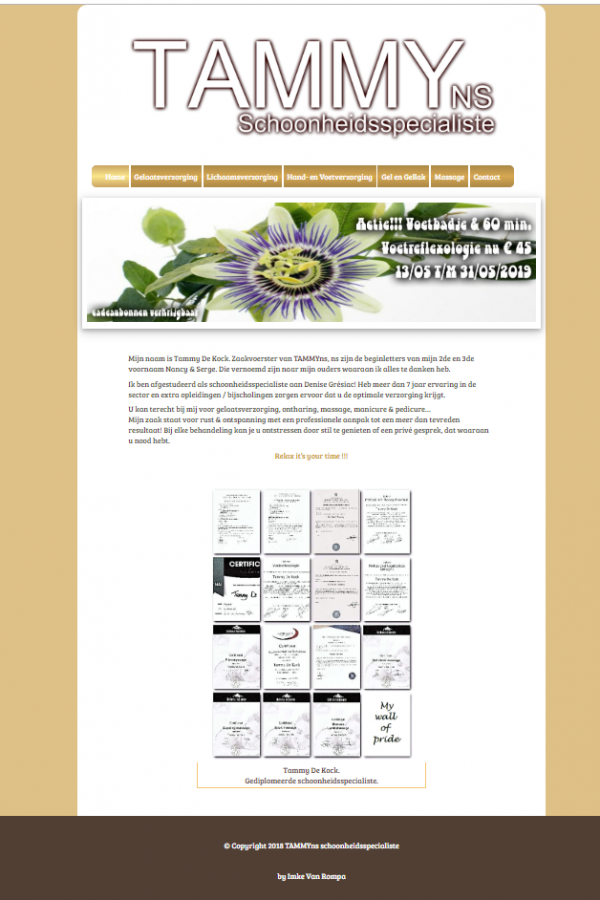 TAMMYNS
Schoonheidsspecialiste
Home Gelaatsverzorging Lichaamsverzorging Hand- en Voetverzorging Gel en GelLak Massage Contact
Actie!!! Voetbadje & 60 min.
Voetreflexologie nu € 45
13/05 T/M 31/05/2019
cadeaubonnen verkrijgbaar
Mijn naam is Tammy De Kock. Zaakvoerster van TAMMYns, ns zijn de beginletters van mijn 2de en 3de
voornaam Nancy & Serge. Die vernoemd zijn naar mijn ouders waaraan ik alles te danken heb.
Ik ben afgestudeerd als schoonheidsspecialiste aan Denise Grésiac! Heb meer dan 7 jaar ervaring in de
sector en extra opleidingen / bijscholingen zorgen ervoor dat u de optimale verzorging krijgt.
U kan terecht bij mij voor gelaatsverzorging, ontharing, massage, manicure & pedicure...
Mijn zaak staat voor rust & ontspanning met een professionele aanpak tot een meer dan tevreden
resultaat! Bij elke behandeling kan je u ontstressen door stil te genieten of een privé gesprek, dat waaraan
u nood hebt.
Relax it's your time !!!
CERTIFIC
Tammy De Kock
My
wall
of
pride
Tammy De Kock.
Gediplomeerde schoonheidsspecialiste.
© Copyright 2018 TAMMYns schoonheidsspecialiste
by Imke Van Rompa